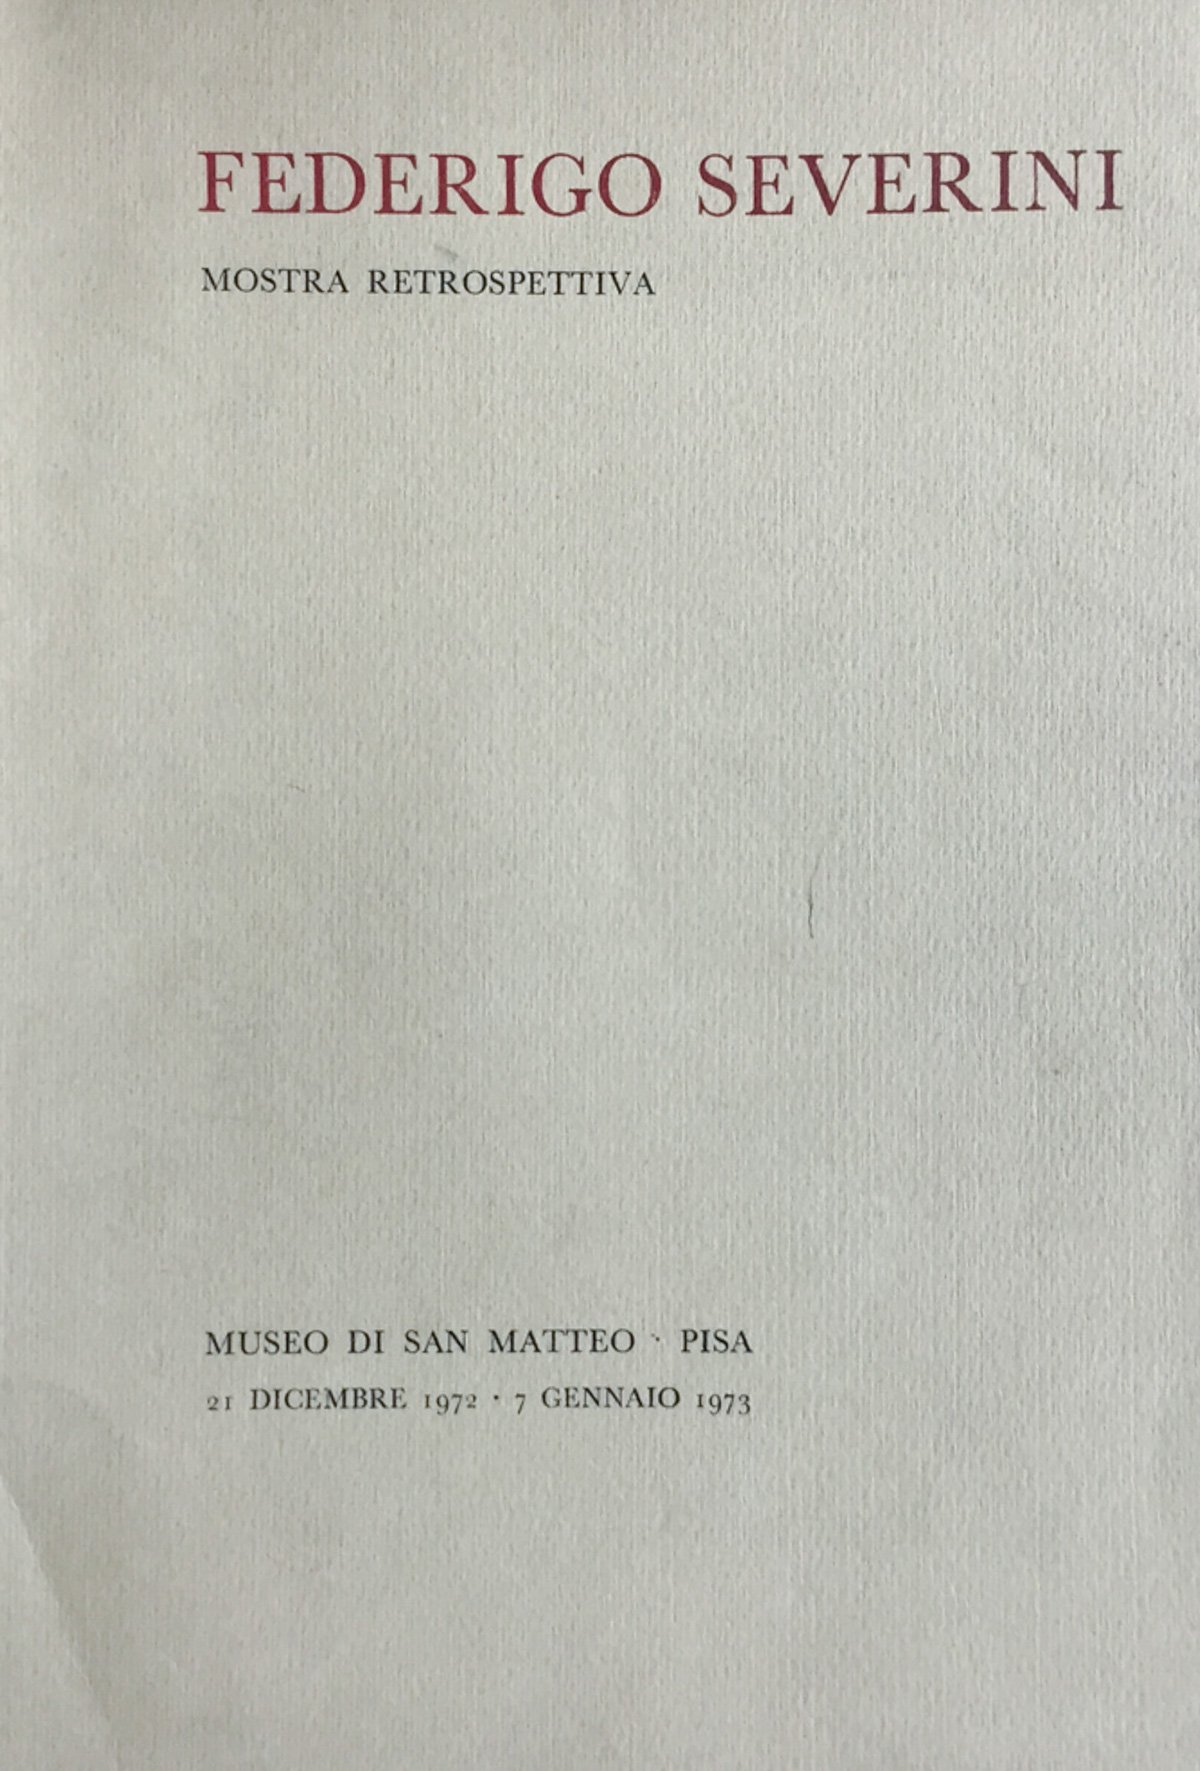 FEDERIGO SEVERINI
MOSTRA RETROSPETTIVA
MUSEO DI SAN MATTEO · PISA
21 DICEMBRE 1972 · 7 GENNAIO 1973